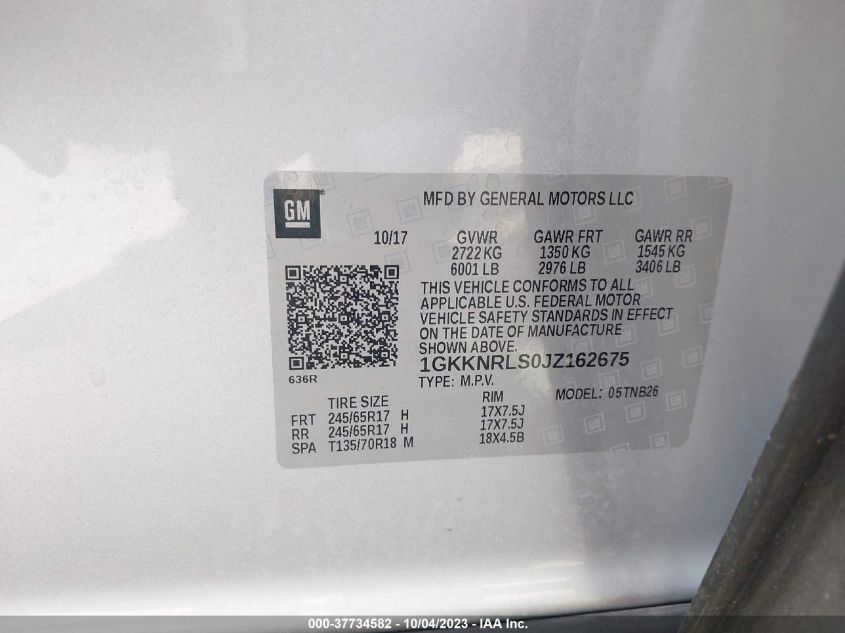 GM
®
MFD BY GENERAL MOTORS LLC
10/17 GVWR GAWR FRT GAWR RR
2722 KG 1350 KG 1545 KG
6001 LB 2976 LB 3406 LB
THIS VEHICLE CONFORMS TO ALL
APPLICABLE U.S. FEDERAL MOTOR
VEHICLE SAFETY STANDARDS IN EFFECT
ON THE DATE OF MANUFACTURE
SHOWN ABOVE.
1GKKNRLS0JZ162675
636R
TYPE: M.P.V.
MODEL: 05TNB26
TIRE SIZE RIM
FRT 245/65R17 H 17X7.5J
RR 245/65R17 H 17X7.5J
SPA T135/70R18 M 18X4.5B
000-37734582 - 10/04/2023 - IAA Inc.